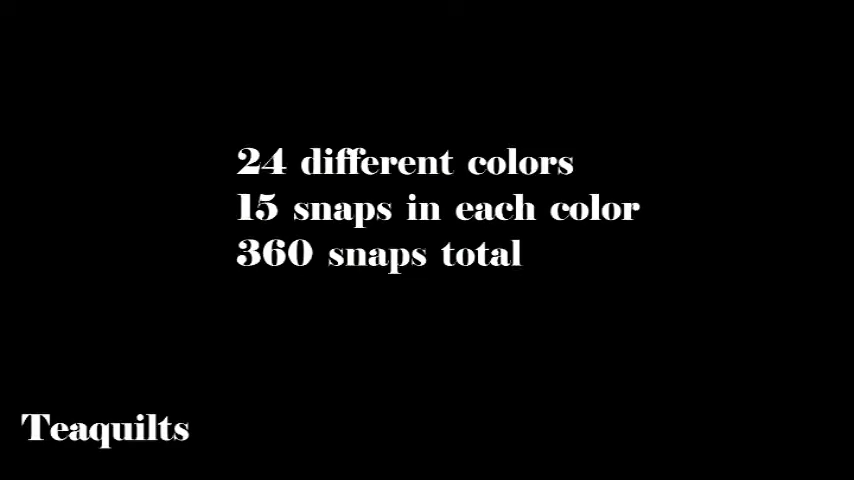 24 different colors
15 snaps in each color
360 snaps total
Teaquilts